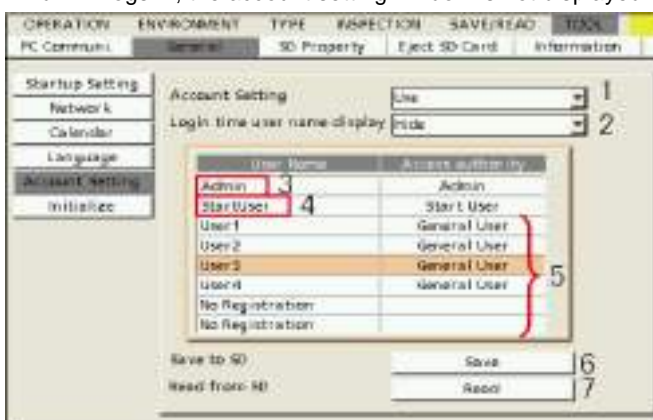 OPERATION ENVIRONMENT TYPE INSPECTION SAVE/READ TOOL
PC Communi. General SD Property Eject SD Card Information
Startup Setting
Network
Calendar
Language
Account Setting
Initialize
Account Setting Use 1
Login time user name display Hide 2
User Name Access authority
Admin 3 Admin
StartUser 4 Start User
User1 General User
User2 General User
User3 General User 5
User4 General User
No Registration
No Registration
Save to SD Save 6
Read from SD Read 7